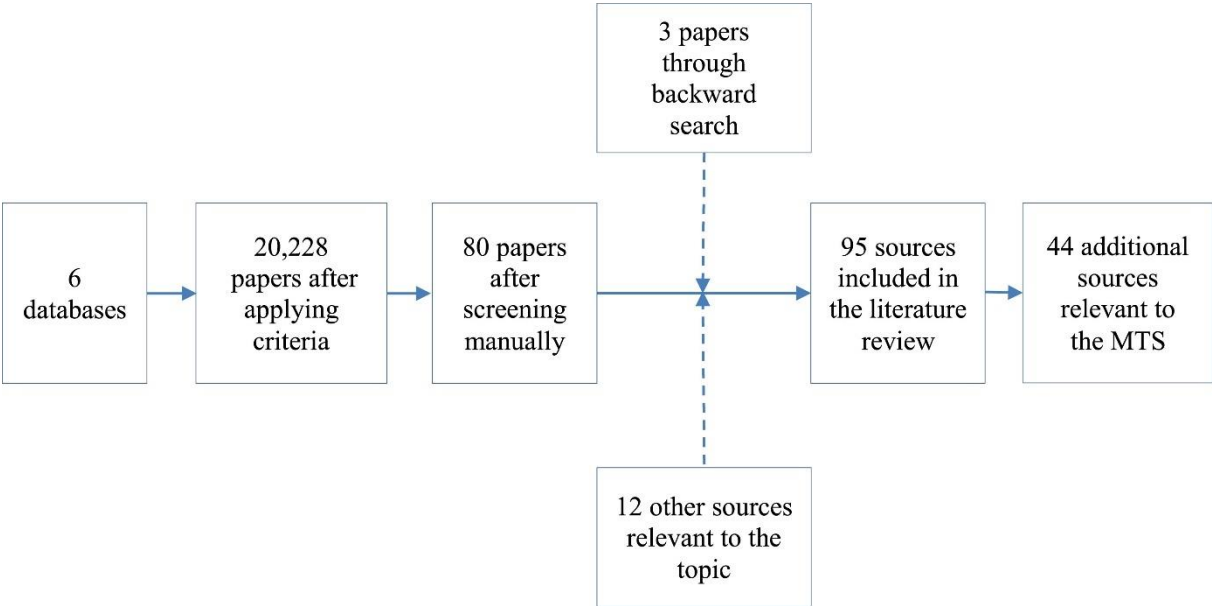 3 papers
through
backward
search
6
databases
20,228
papers after
applying
criteria
80 papers
after
screening
manually
95 sources
included in
the literature
review
44 additional
sources
relevant to
the MTS
12 other sources
relevant to the
topic